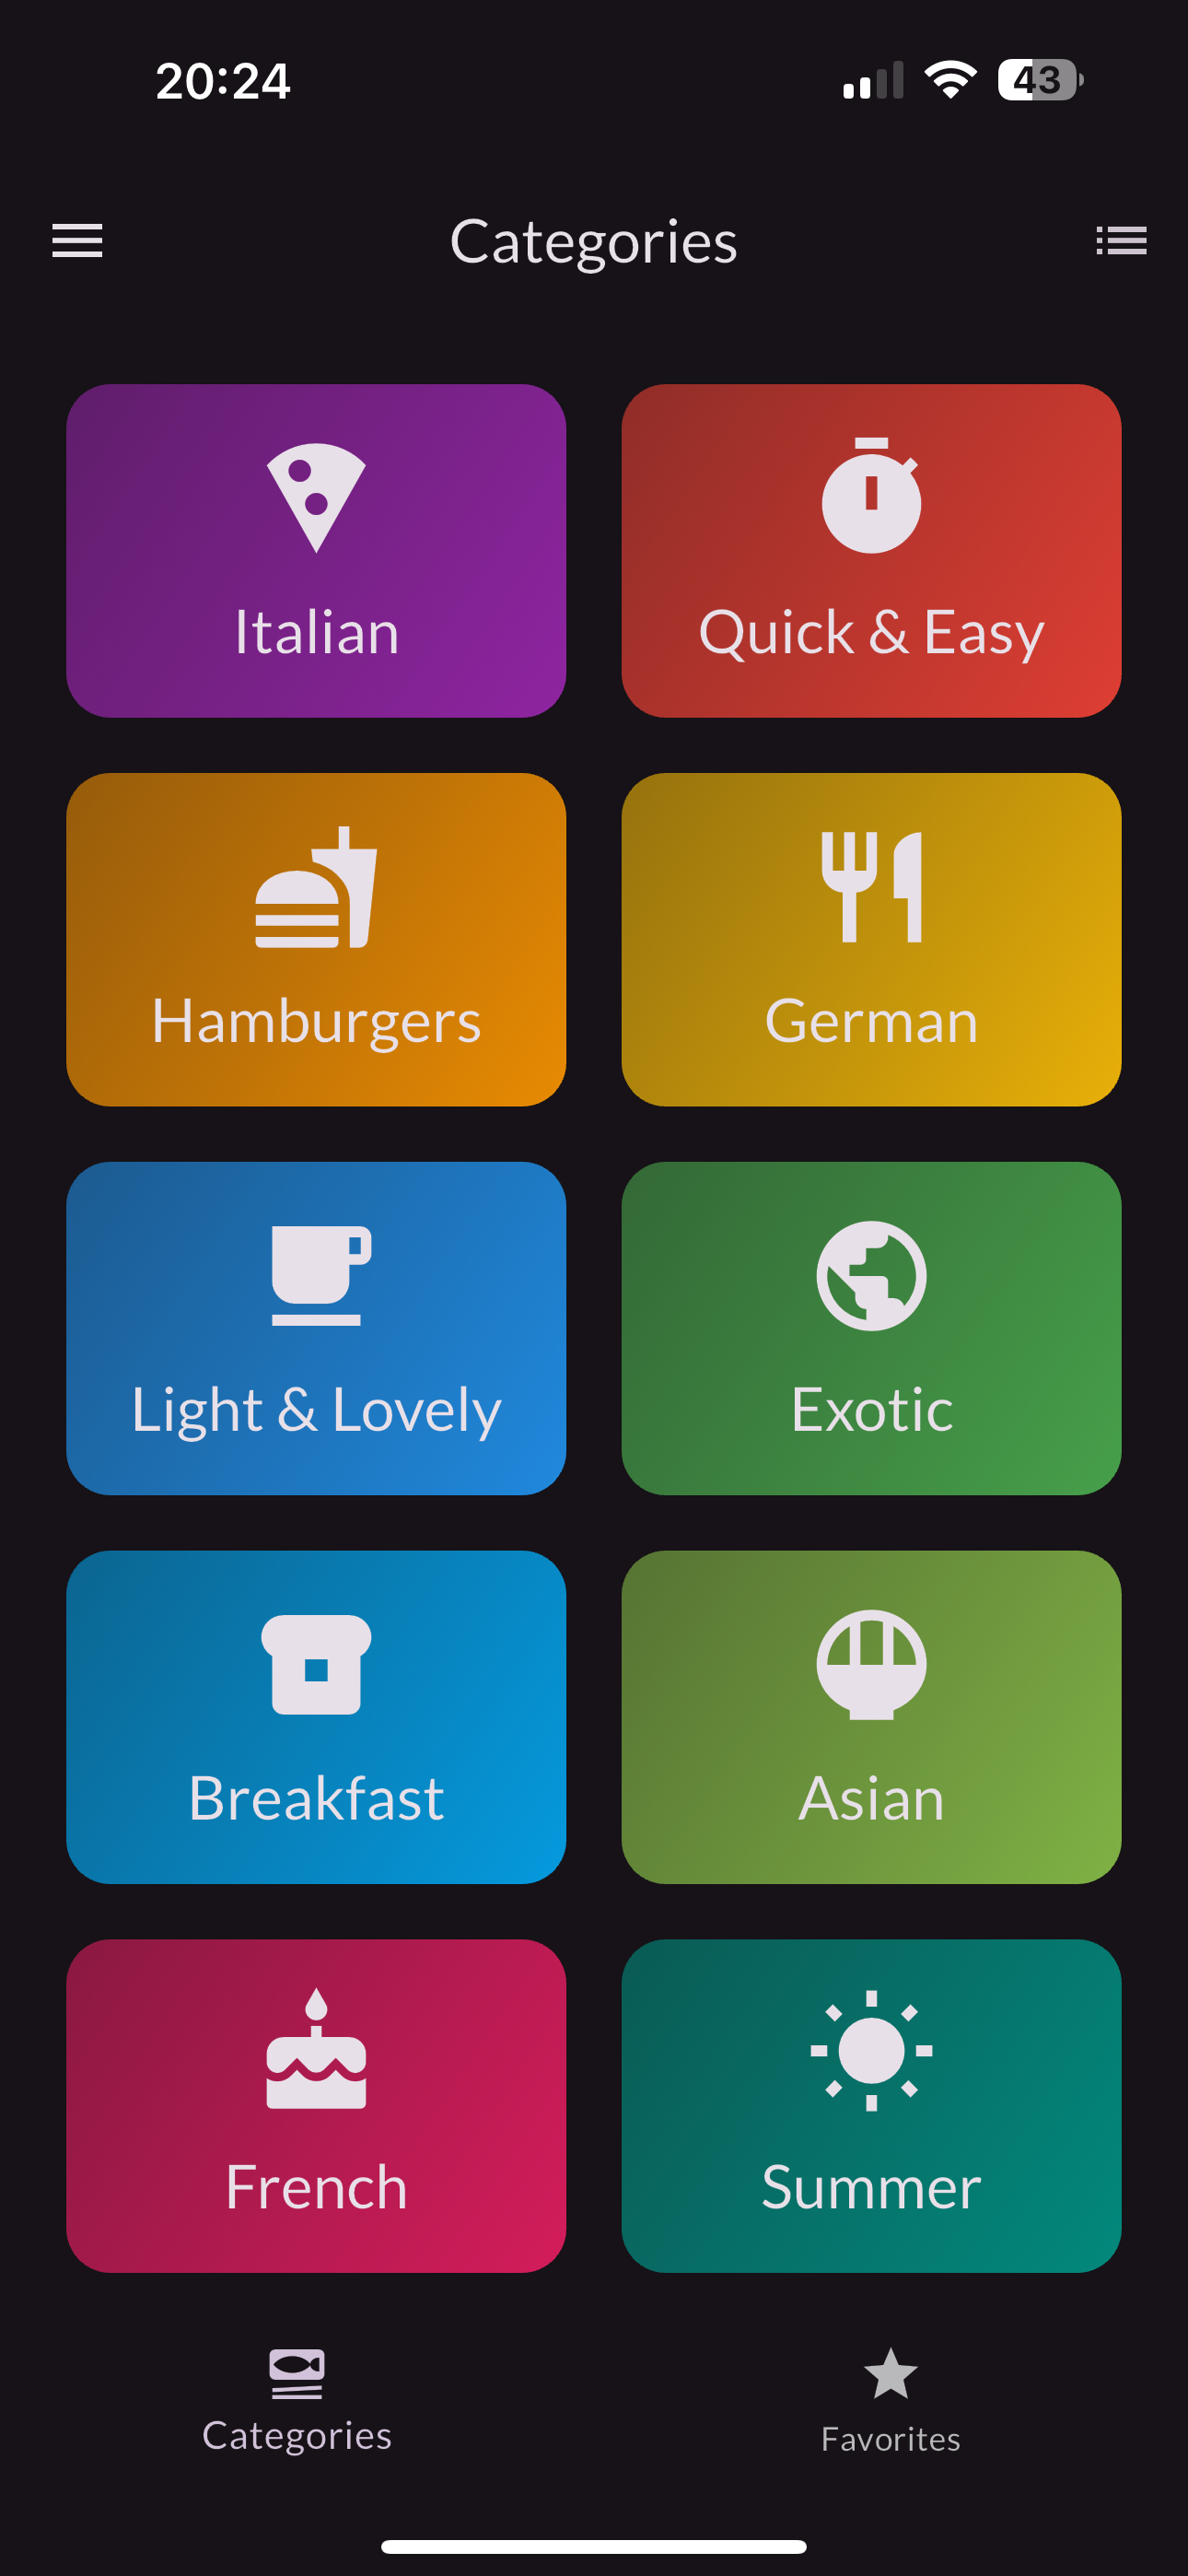 20:24
43
Categories
Italian
Quick & Easy
Hamburgers
German
Light & Lovely
Exotic
Breakfast
Asian
French
Summer
Categories
Favorites